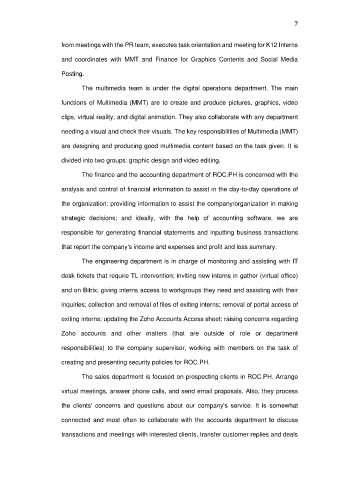 7
from meetings with the PR team, executes task orientation and meeting for K12 Interns
and coordinates with MMT and Finance for Graphics Contents and Social Media
Posting.
The multimedia team is under the digital operations department. The main
functions of Multimedia (MMT) are to create and produce pictures, graphics, video
clips, virtual reality, and digital animation. They also collaborate with any department
needing a visual and check their visuals. The key responsibilities of Multimedia (MMT)
are designing and producing good multimedia content based on the task given. It is
divided into two groups: graphic design and video editing.
The finance and the accounting department of ROC.PH is concerned with the
analysis and control of financial information to assist in the day-to-day operations of
the organization; providing information to assist the company/organization in making
strategic decisions; and ideally, with the help of accounting software, we are
responsible for generating financial statements and inputting business transactions
that report the company's income and expenses and profit and loss summary.
The engineering department is in charge of monitoring and assisting with IT
desk tickets that require TL intervention; inviting new interns in gather (virtual office)
and on Bitrix; giving interns access to workgroups they need and assisting with their
inquiries; collection and removal of files of exiting interns; removal of portal access of
exiting interns; updating the Zoho Accounts Access sheet; raising concerns regarding
Zoho accounts and other matters (that are outside of role or department
responsibilities) to the company supervisor; working with members on the task of
creating and presenting security policies for ROC.PH.
The sales department is focused on prospecting clients in ROC.PH. Arrange
virtual meetings, answer phone calls, and send email proposals. Also, they process
the clients' concerns and questions about our company's service. It is somewhat
connected and most often to collaborate with the accounts department to discuss
transactions and meetings with interested clients, transfer customer replies and deals